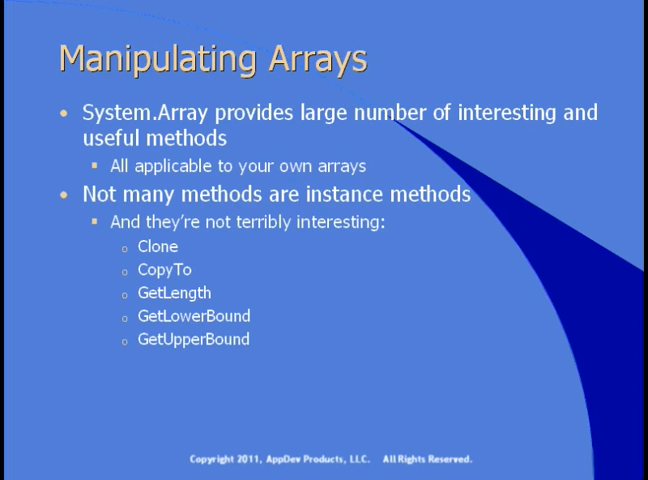 Manipulating Arrays
• System.Array provides large number of interesting and
useful methods
▪ All applicable to your own arrays
• Not many methods are instance methods
▪ And they're not terribly interesting:
o Clone
o CopyTo
o GetLength
o GetLowerBound
o GetUpperBound
Copyright 2011, AppDev Products, LLC. All Rights Reserved.